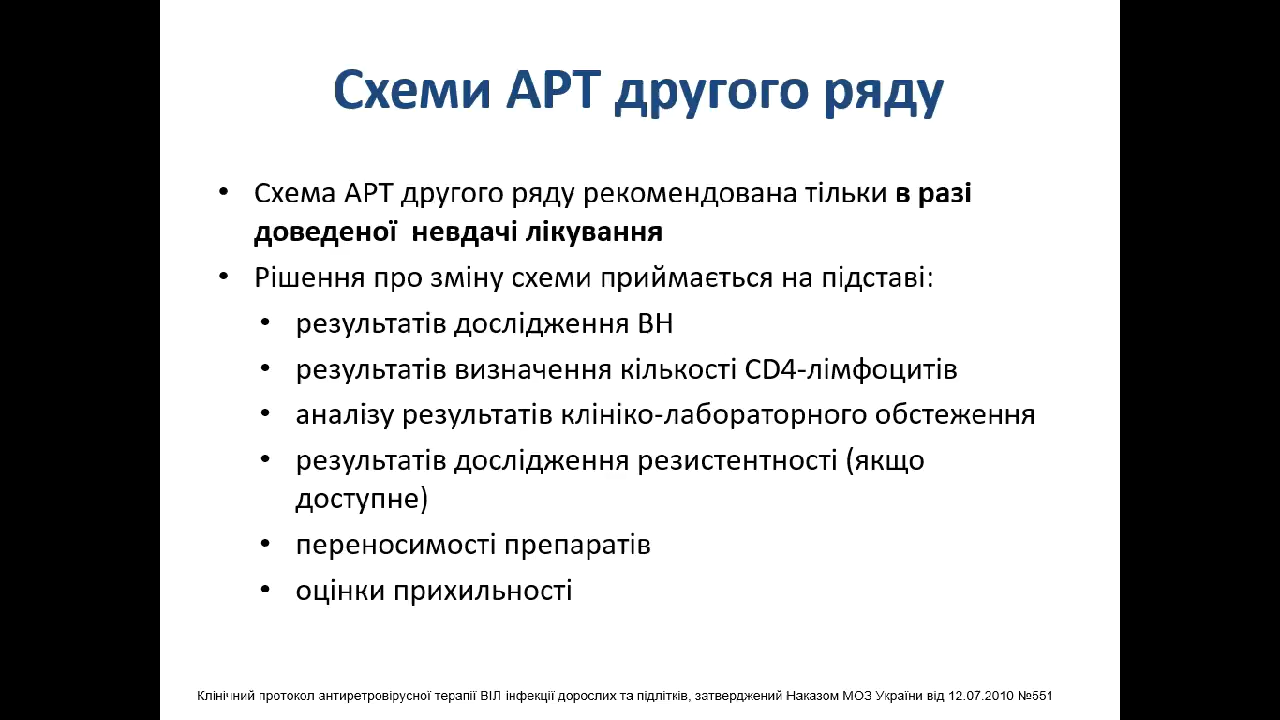 Схеми АРТ другого ряду
• Схема АРТ другого ряду рекомендована тільки в разі
доведеної невдачі лікування
• Рішення про зміну схеми приймається на підставі:
• результатів дослідження ВН
• результатів визначення кількості CD4-лімфоцитів
• аналізу результатів клініко-лабораторного обстеження
• результатів дослідження резистентності (якщо
доступне)
• переносимості препаратів
• оцінки прихильності
Клінічний протокол антиретровірусної терапії ВІЛ-інфекції дорослих та підлітків, затверджений Наказом МОЗ України від 12.07.2010 №551